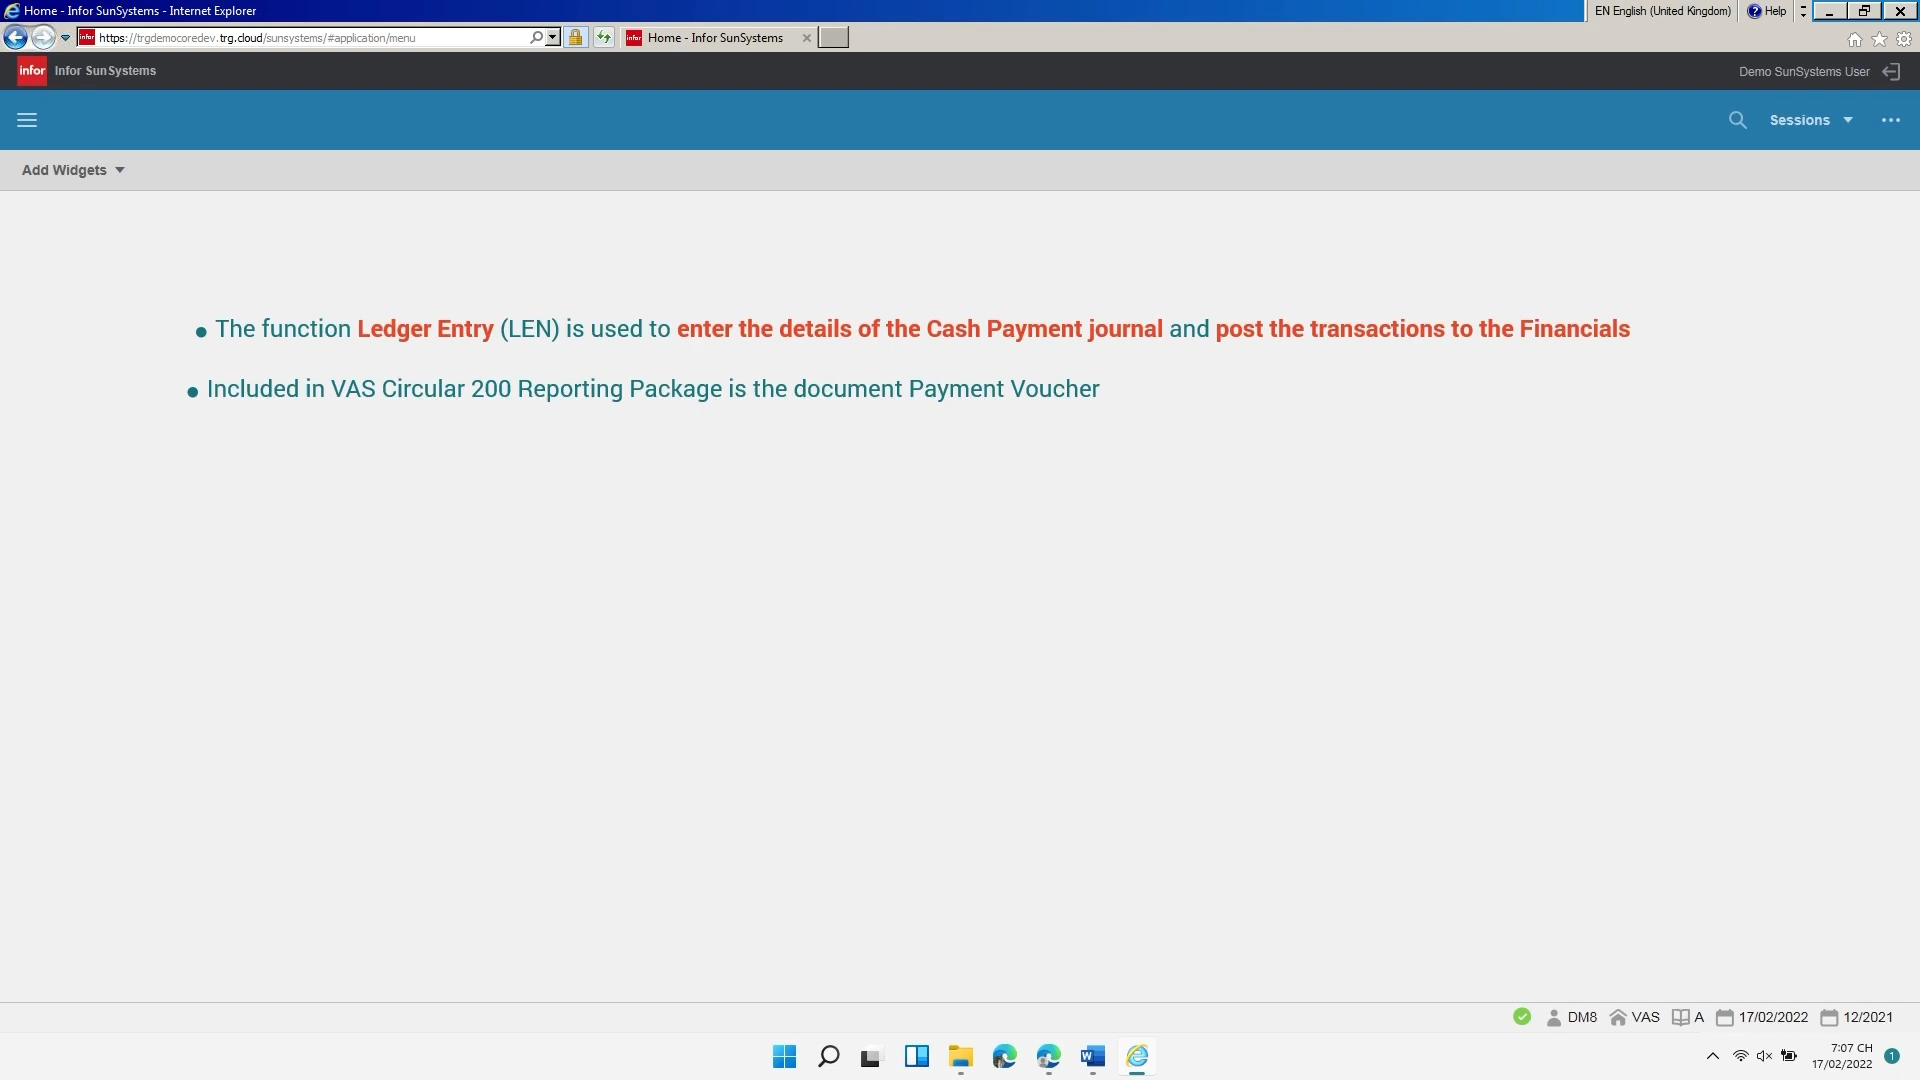 Home - Infor SunSystems - Internet Explorer
EN English (United Kingdom)
Help
https://trgdemocoredev.trg.cloud/sunsystems/#application/menu
infor
Home - Infor SunSystems
infor
Infor SunSystems
Demo SunSystems User
Sessions
Add Widgets
• The function Ledger Entry (LEN) is used to enter the details of the Cash Payment journal and post the transactions to the Financials
• Included in VAS Circular 200 Reporting Package is the document Payment Voucher
DM8
VAS
A
17/02/2022
12/2021
7:07 CH
17/02/2022
1